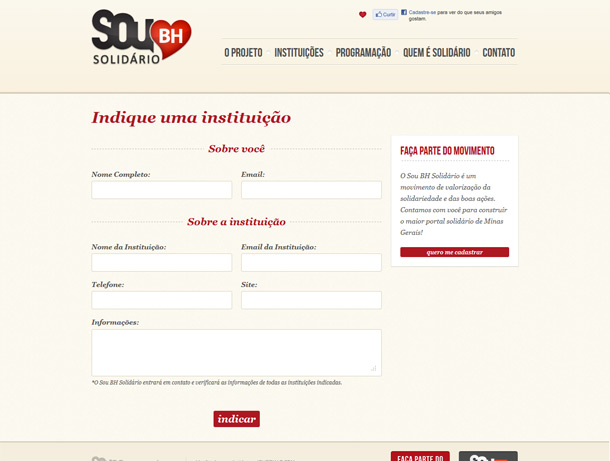 SOU BH
SOLIDÁRIO
Curtir
Cadastre-se para ver do que seus amigos
gostam.
O PROJETO
INSTITUIÇÕES
PROGRAMAÇÃO
QUEM É SOLIDÁRIO
CONTATO
Indique uma instituição
Sobre você
Nome Completo:
Email:
Sobre a instituição
Nome da Instituição:
Email da Instituição:
Telefone:
Site:
Informações:
*O Sou BH Solidário entrará em contato e verificará as informações de todas as instituições indicadas.
indicar
FAÇA PARTE DO MOVIMENTO
O Sou BH Solidário é um
movimento de valorização da
solidariedade e das boas ações.
Contamos com você para construir
o maior portal solidário de Minas
Gerais!
quero me cadastrar
FAÇA PARTE DO
SOU